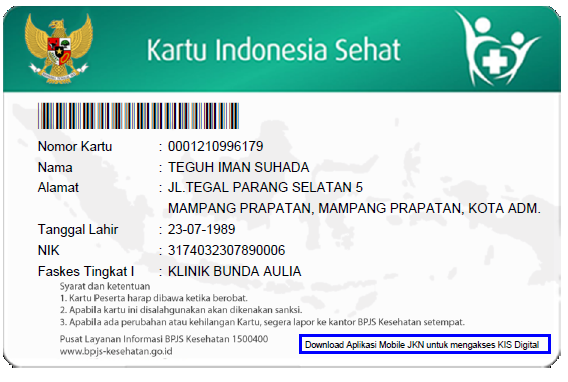 Kartu Indonesia Sehat
Nomor Kartu : 0001210996179
Nama : TEGUH IMAN SUHADA
Alamat : JL.TEGAL PARANG SELATAN 5
MAMPANG PRAPATAN, MAMPANG PRAPATAN, KOTA ADM.
Tanggal Lahir : 23-07-1989
NIK : 3174032307890006
Faskes Tingkat I : KLINIK BUNDA AULIA
Syarat dan ketentuan
1. Kartu Peserta harap dibawa ketika berobat.
2. Apabila kartu ini disalahgunakan akan dikenakan sanksi.
3. Apabila ada perubahan atau kehilangan Kartu, segera lapor ke kantor BPJS Kesehatan setempat.
Pusat Layanan Informasi BPJS Kesehatan 1500400
www.bpjs-kesehatan.go.id
Download Aplikasi Mobile JKN untuk mengakses KIS Digital